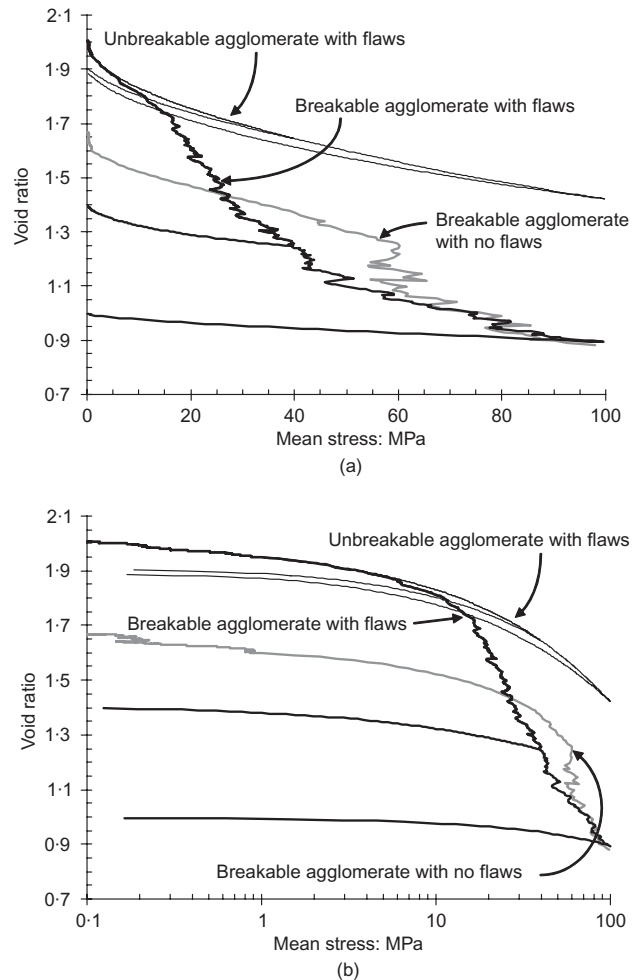 2·1
Unbreakable agglomerate with flaws
1·9
Breakable agglomerate with flaws
1·7
1·5
Breakable agglomerate
with no flaws
1·3
1·1
0·9
0·7
Void ratio
0 20 40 60 80 100
Mean stress: MPa
(a)
2·1
Unbreakable agglomerate with flaws
1·9
Breakable agglomerate with flaws
1·7
1·5
1·3
1·1
0·9
Breakable agglomerate with no flaws
0·7
Void ratio
0·1 1 10 100
Mean stress: MPa
(b)